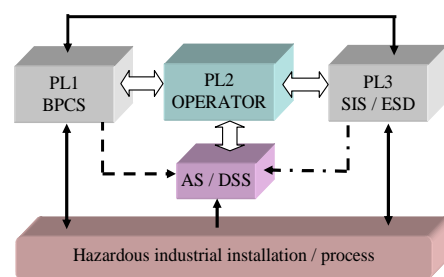 PL1
BPCS
PL2
OPERATOR
PL3
SIS / ESD
AS / DSS
Hazardous industrial installation / process